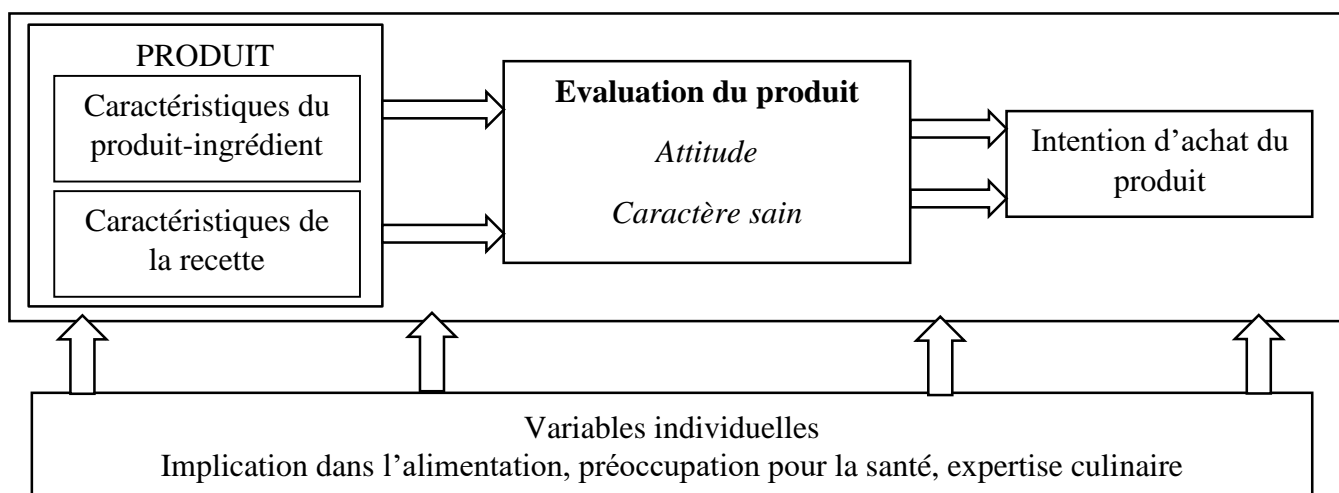 PRODUIT
Caractéristiques du
produit-ingrédient
Caractéristiques de
la recette
Evaluation du produit
Attitude
Caractère sain
Intention d’achat du
produit
Variables individuelles
Implication dans l’alimentation, préoccupation pour la santé, expertise culinaire